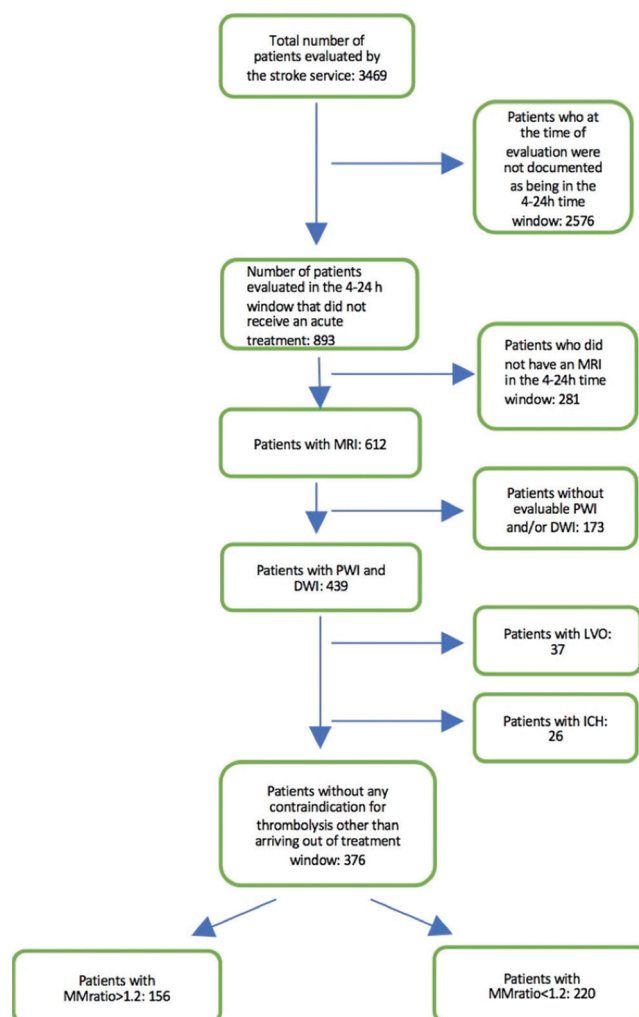 Total number of
patients evaluated by
the stroke service: 3469
Patients who at
the time of
evaluation were
not documented
as being in the
4-24h time
window: 2576
Number of patients
evaluated in the 4-24 h
window that did not
receive an acute
treatment: 893
Patients who did
not have an MRI
in the 4-24h time
window: 281
Patients with MRI: 612
Patients without
evaluable PWI
and/or DWI: 173
Patients with PWI and
DWI: 439
Patients with LVO:
37
Patients with ICH:
26
Patients without any
contraindication for
thrombolysis other than
arriving out of treatment
window: 376
Patients with
MMratio>1.2: 156
Patients with
MMratio<1.2: 220